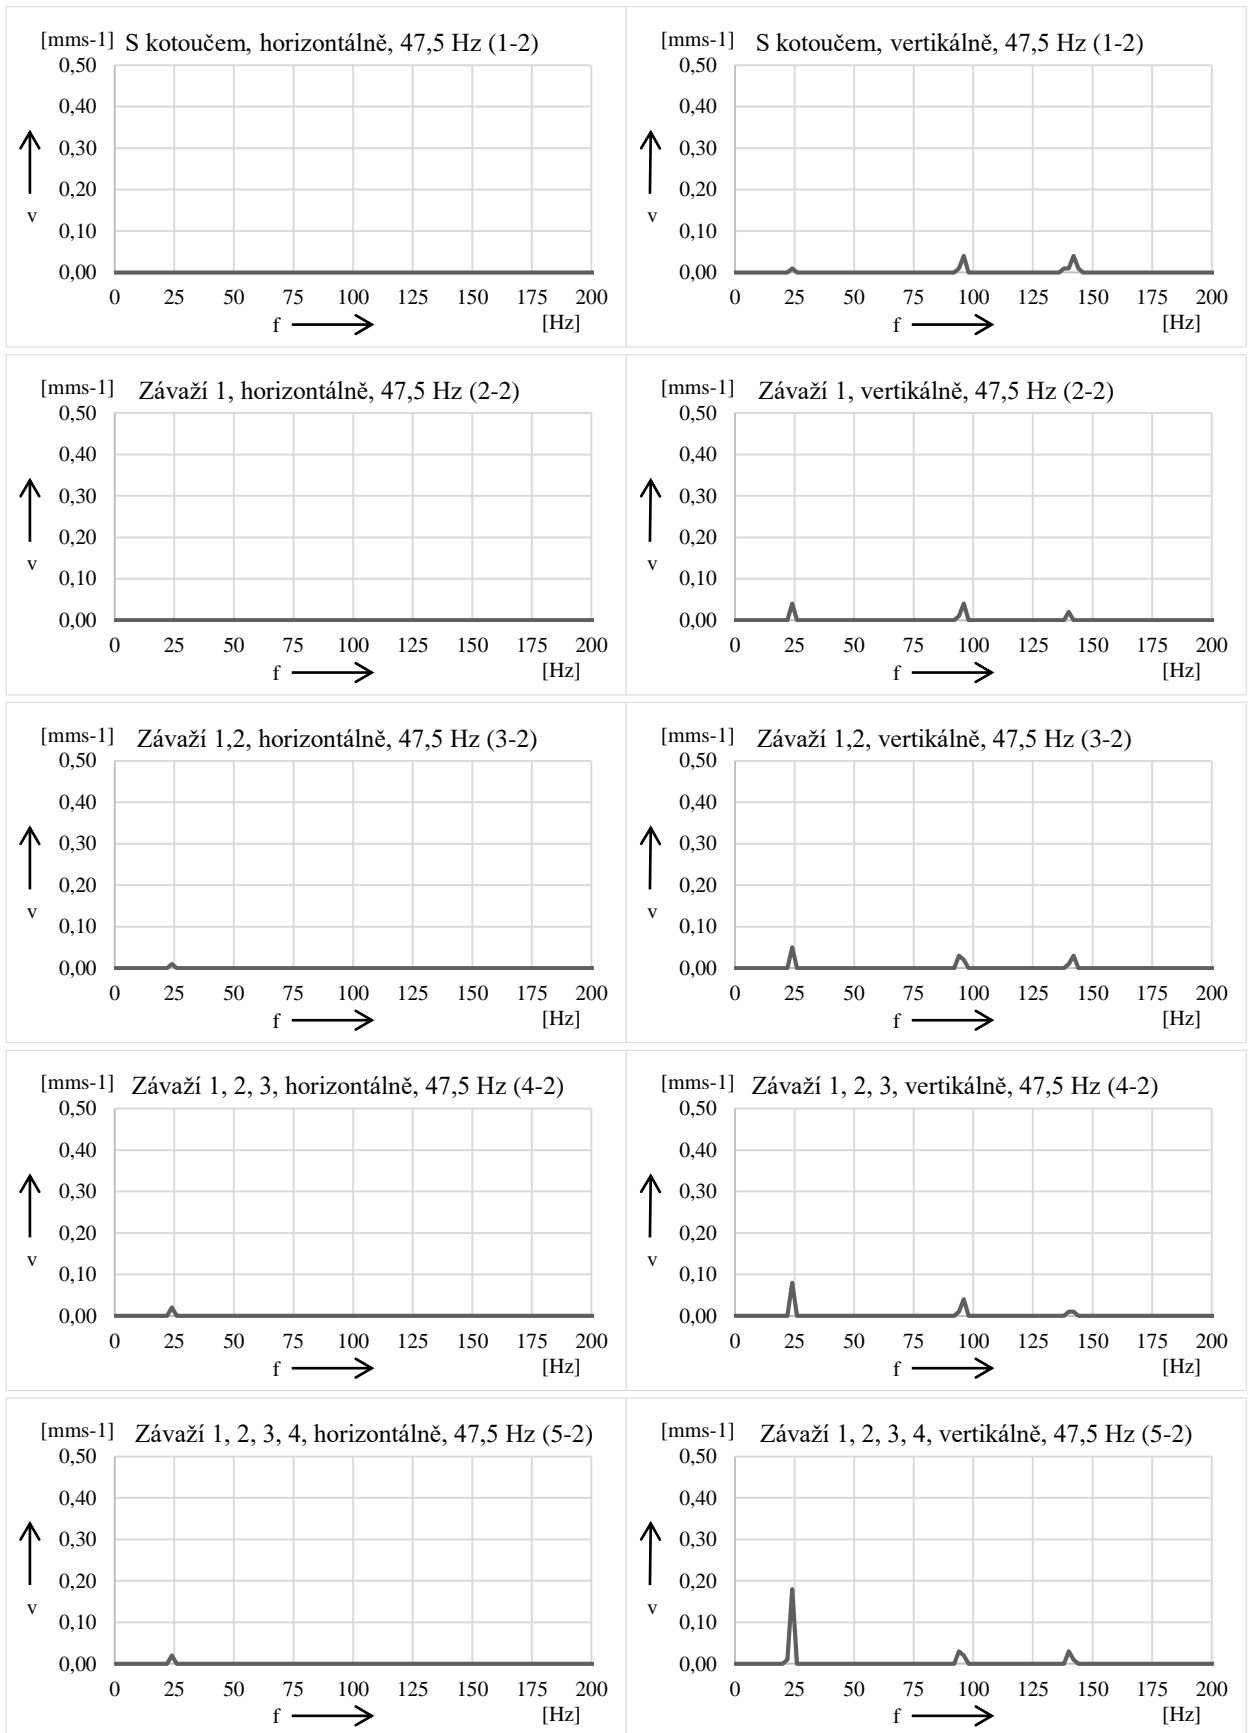 [mms-1] S kotoučem, horizontálně, 47,5 Hz (1-2)
0,50
0,40
0,30
0,20
0,10
0,00
v
0 25 50 75 100 125 150 175 200
f [Hz]
[mms-1] S kotoučem, vertikálně, 47,5 Hz (1-2)
0,50
0,40
0,30
0,20
0,10
0,00
v
0 25 50 75 100 125 150 175 200
f [Hz]
[mms-1] Závaží 1, horizontálně, 47,5 Hz (2-2)
0,50
0,40
0,30
0,20
0,10
0,00
v
0 25 50 75 100 125 150 175 200
f [Hz]
[mms-1] Závaží 1, vertikálně, 47,5 Hz (2-2)
0,50
0,40
0,30
0,20
0,10
0,00
v
0 25 50 75 100 125 150 175 200
f [Hz]
[mms-1] Závaží 1,2, horizontálně, 47,5 Hz (3-2)
0,50
0,40
0,30
0,20
0,10
0,00
v
0 25 50 75 100 125 150 175 200
f [Hz]
[mms-1] Závaží 1,2, vertikálně, 47,5 Hz (3-2)
0,50
0,40
0,30
0,20
0,10
0,00
v
0 25 50 75 100 125 150 175 200
f [Hz]
[mms-1] Závaží 1, 2, 3, horizontálně, 47,5 Hz (4-2)
0,50
0,40
0,30
0,20
0,10
0,00
v
0 25 50 75 100 125 150 175 200
f [Hz]
[mms-1] Závaží 1, 2, 3, vertikálně, 47,5 Hz (4-2)
0,50
0,40
0,30
0,20
0,10
0,00
v
0 25 50 75 100 125 150 175 200
f [Hz]
[mms-1] Závaží 1, 2, 3, 4, horizontálně, 47,5 Hz (5-2)
0,50
0,40
0,30
0,20
0,10
0,00
v
0 25 50 75 100 125 150 175 200
f [Hz]
[mms-1] Závaží 1, 2, 3, 4, vertikálně, 47,5 Hz (5-2)
0,50
0,40
0,30
0,20
0,10
0,00
v
0 25 50 75 100 125 150 175 200
f [Hz]